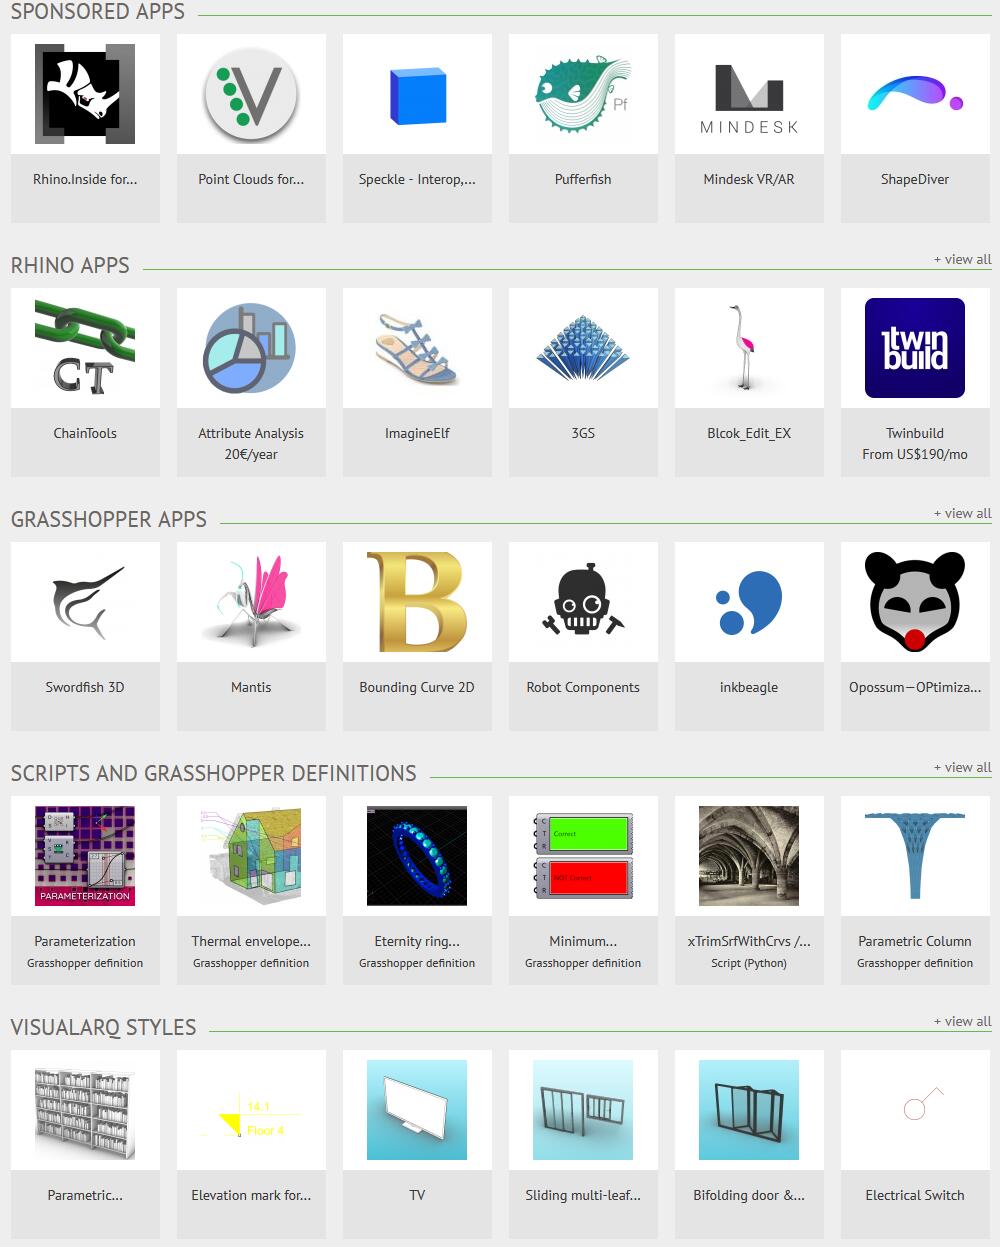 SPONSORED APPS
Pf
MINDESK
Rhino.Inside for...
Point Clouds for...
Speckle - Interop,...
Pufferfish
Mindesk VR/AR
ShapeDiver
RHINO APPS
+ view all
CT
1twin
build
ChainTools
Attribute Analysis
20€/year
ImagineElf
3GS
Blcok_Edit_EX
Twinbuild
From US$190/mo
GRASSHOPPER APPS
+ view all
B
Swordfish 3D
Mantis
Bounding Curve 2D
Robot Components
inkbeagle
Opossum—OPtimiza...
SCRIPTS AND GRASSHOPPER DEFINITIONS
+ view all
PARAMETERIZATION
C
T
R
Correct
C
T
R
NOT Correct
Parameterization
Grasshopper definition
Thermal envelope...
Grasshopper definition
Eternity ring...
Grasshopper definition
Minimum...
Grasshopper definition
xTrimSrfWithCrvs /...
Script (Python)
Parametric Column
Grasshopper definition
VISUALARQ STYLES
+ view all
14.1
Floor 4
Parametric...
Elevation mark for...
TV
Sliding multi-leaf...
Bifolding door &...
Electrical Switch